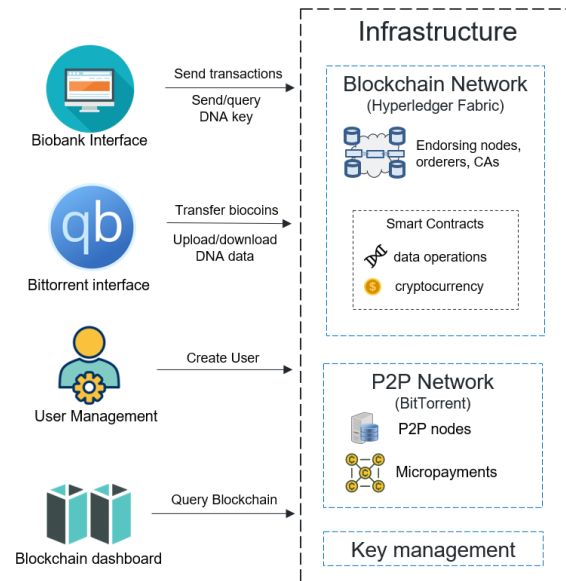 Infrastructure
Send transactions
Send/query
DNA key
Biobank Interface
Blockchain Network
(Hyperledger Fabric)
Endorsing nodes,
orderers, CAs
qb
Transfer biocoins
Upload/download
DNA data
Bittorrent interface
Smart Contracts
data operations
$
cryptocurrency
Create User
User Management
P2P Network
(BitTorrent)
P2P nodes
C C
C
C C
Micropayments
Query Blockchain
Blockchain dashboard
Key management